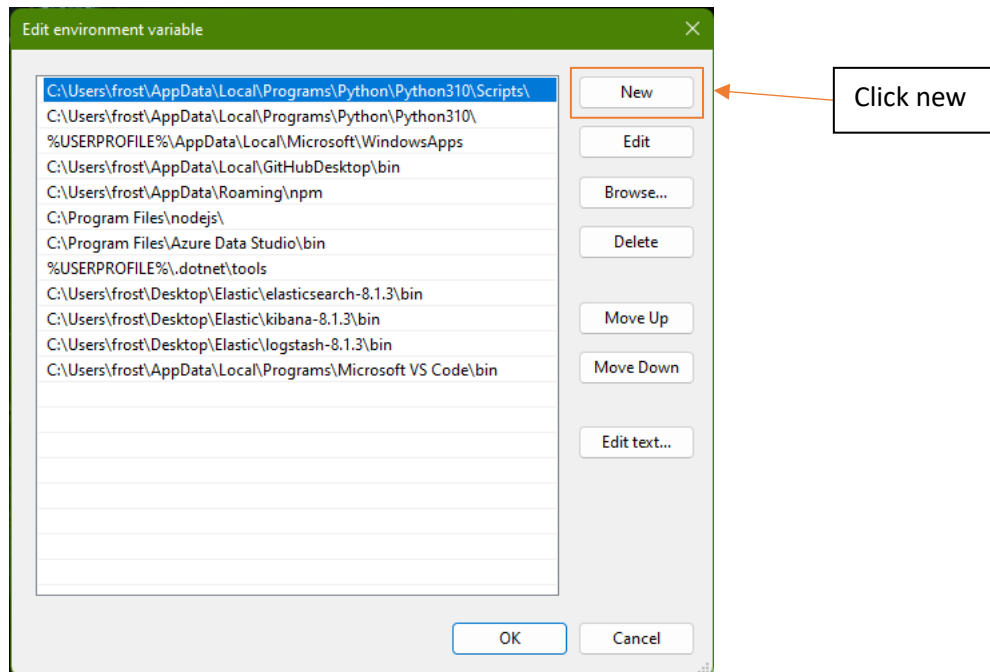 Edit environment variable
C:\Users\frost\AppData\Local\Programs\Python\Python310\Scripts\
C:\Users\frost\AppData\Local\Programs\Python\Python310\
%USERPROFILE%\AppData\Local\Microsoft\WindowsApps
C:\Users\frost\AppData\Local\GitHubDesktop\bin
C:\Users\frost\AppData\Roaming\npm
C:\Program Files\nodejs\
C:\Program Files\Azure Data Studio\bin
%USERPROFILE%\.dotnet\tools
C:\Users\frost\Desktop\Elastic\elasticsearch-8.1.3\bin
C:\Users\frost\Desktop\Elastic\kibana-8.1.3\bin
C:\Users\frost\Desktop\Elastic\logstash-8.1.3\bin
C:\Users\frost\AppData\Local\Programs\Microsoft VS Code\bin
New
Edit
Browse...
Delete
Move Up
Move Down
Edit text...
OK
Cancel
Click new